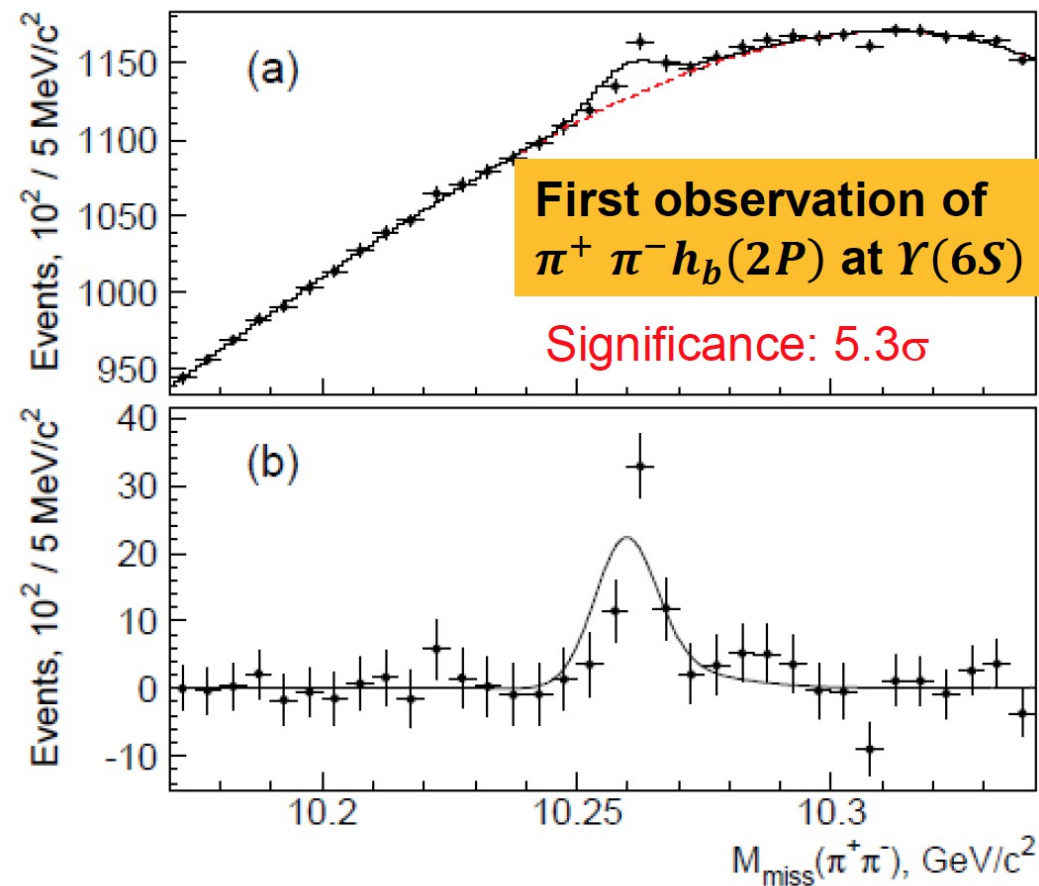 Events, 10² / 5 MeV/c²
1150
1100
1050
1000
950
(a)
First observation of
π⁺ π⁻h_b(2P) at ϒ(6S)
Significance: 5.3σ
Events, 10² / 5 MeV/c²
40
30
20
10
0
-10
(b)
10.2 10.25 10.3
M_miss(π⁺π⁻), GeV/c²